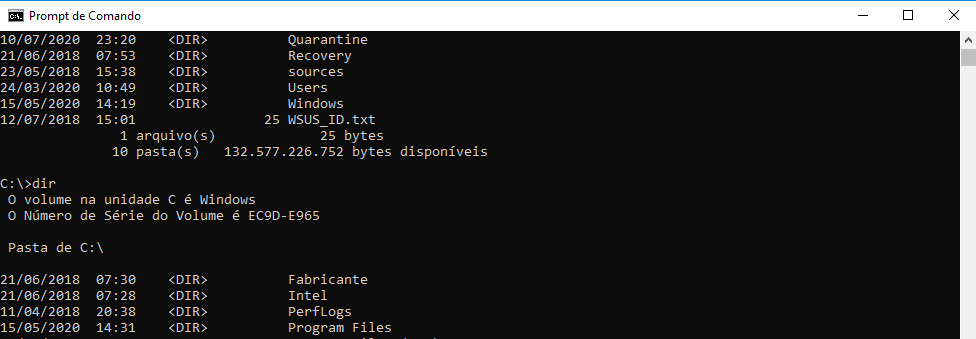 Prompt de Comando
10/07/2020  23:20    <DIR>          Quarantine
21/06/2018  07:53    <DIR>          Recovery
23/05/2018  15:38    <DIR>          sources
24/03/2020  10:49    <DIR>          Users
15/05/2020  14:19    <DIR>          Windows
12/07/2018  15:01                25 WSUS_ID.txt
               1 arquivo(s)             25 bytes
              10 pasta(s)   132.577.226.752 bytes disponíveis
C:\>dir
 O volume na unidade C é Windows
 O Número de Série do Volume é EC9D-E965
 Pasta de C:\
21/06/2018  07:30    <DIR>          Fabricante
21/06/2018  07:28    <DIR>          Intel
11/04/2018  20:38    <DIR>          PerfLogs
15/05/2020  14:31    <DIR>          Program Files